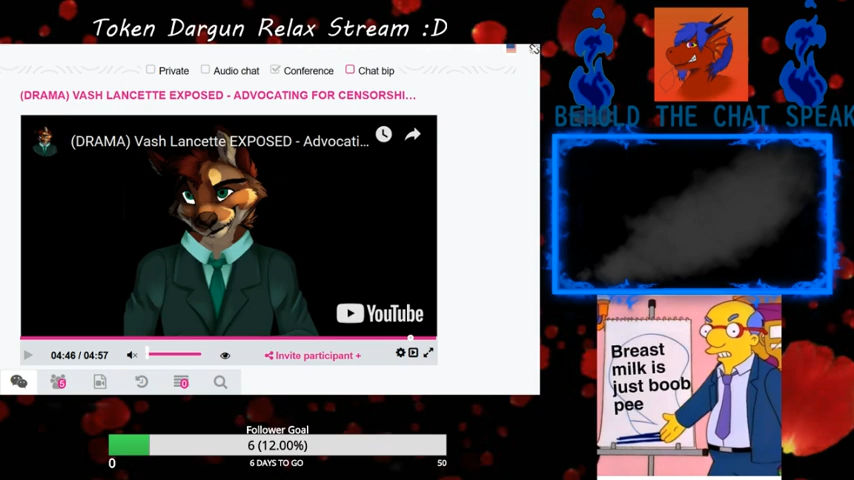 Token Dargun Relax Stream :D
Private
Audio chat
Conference
Chat bip
(DRAMA) VASH LANCETTE EXPOSED - ADVOCATING FOR CENSORSHI...
(DRAMA) Vash Lancette EXPOSED - Advocati...
YouTube
04:46 / 04:57
Invite participant +
5
0
Follower Goal
6 (12.00%)
0
6 DAYS TO GO
50
BEHOLD THE CHAT SPEAK
Breast
milk is
just boob
pee